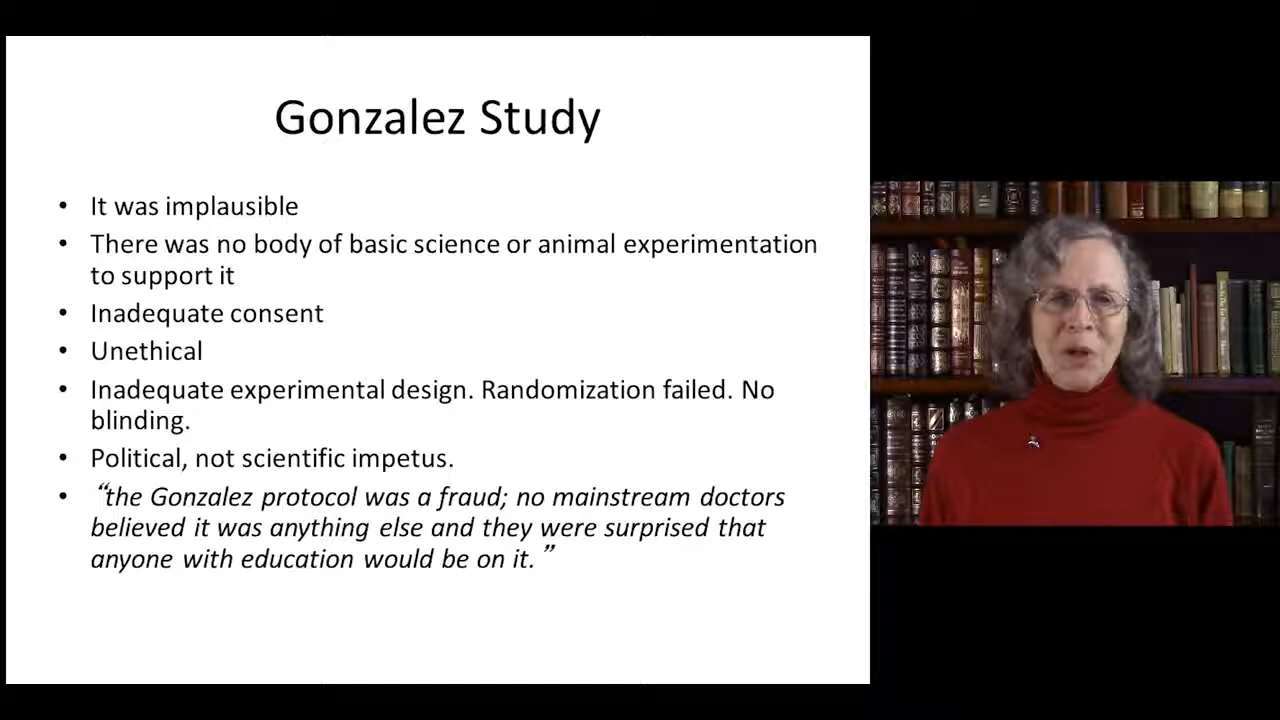 Gonzalez Study
• It was implausible
• There was no body of basic science or animal experimentation
to support it
• Inadequate consent
• Unethical
• Inadequate experimental design. Randomization failed. No
blinding.
• Political, not scientific impetus.
• “the Gonzalez protocol was a fraud; no mainstream doctors
believed it was anything else and they were surprised that
anyone with education would be on it. ”